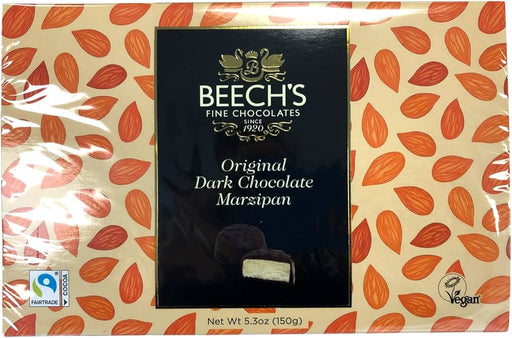 B
BEECH'S
FINE CHOCOLATES
SINCE
1920
Original
Dark Chocolate
Marzipan
FAIRTRADE
COCOA
Vegan
Net Wt 5.3oz (150g)